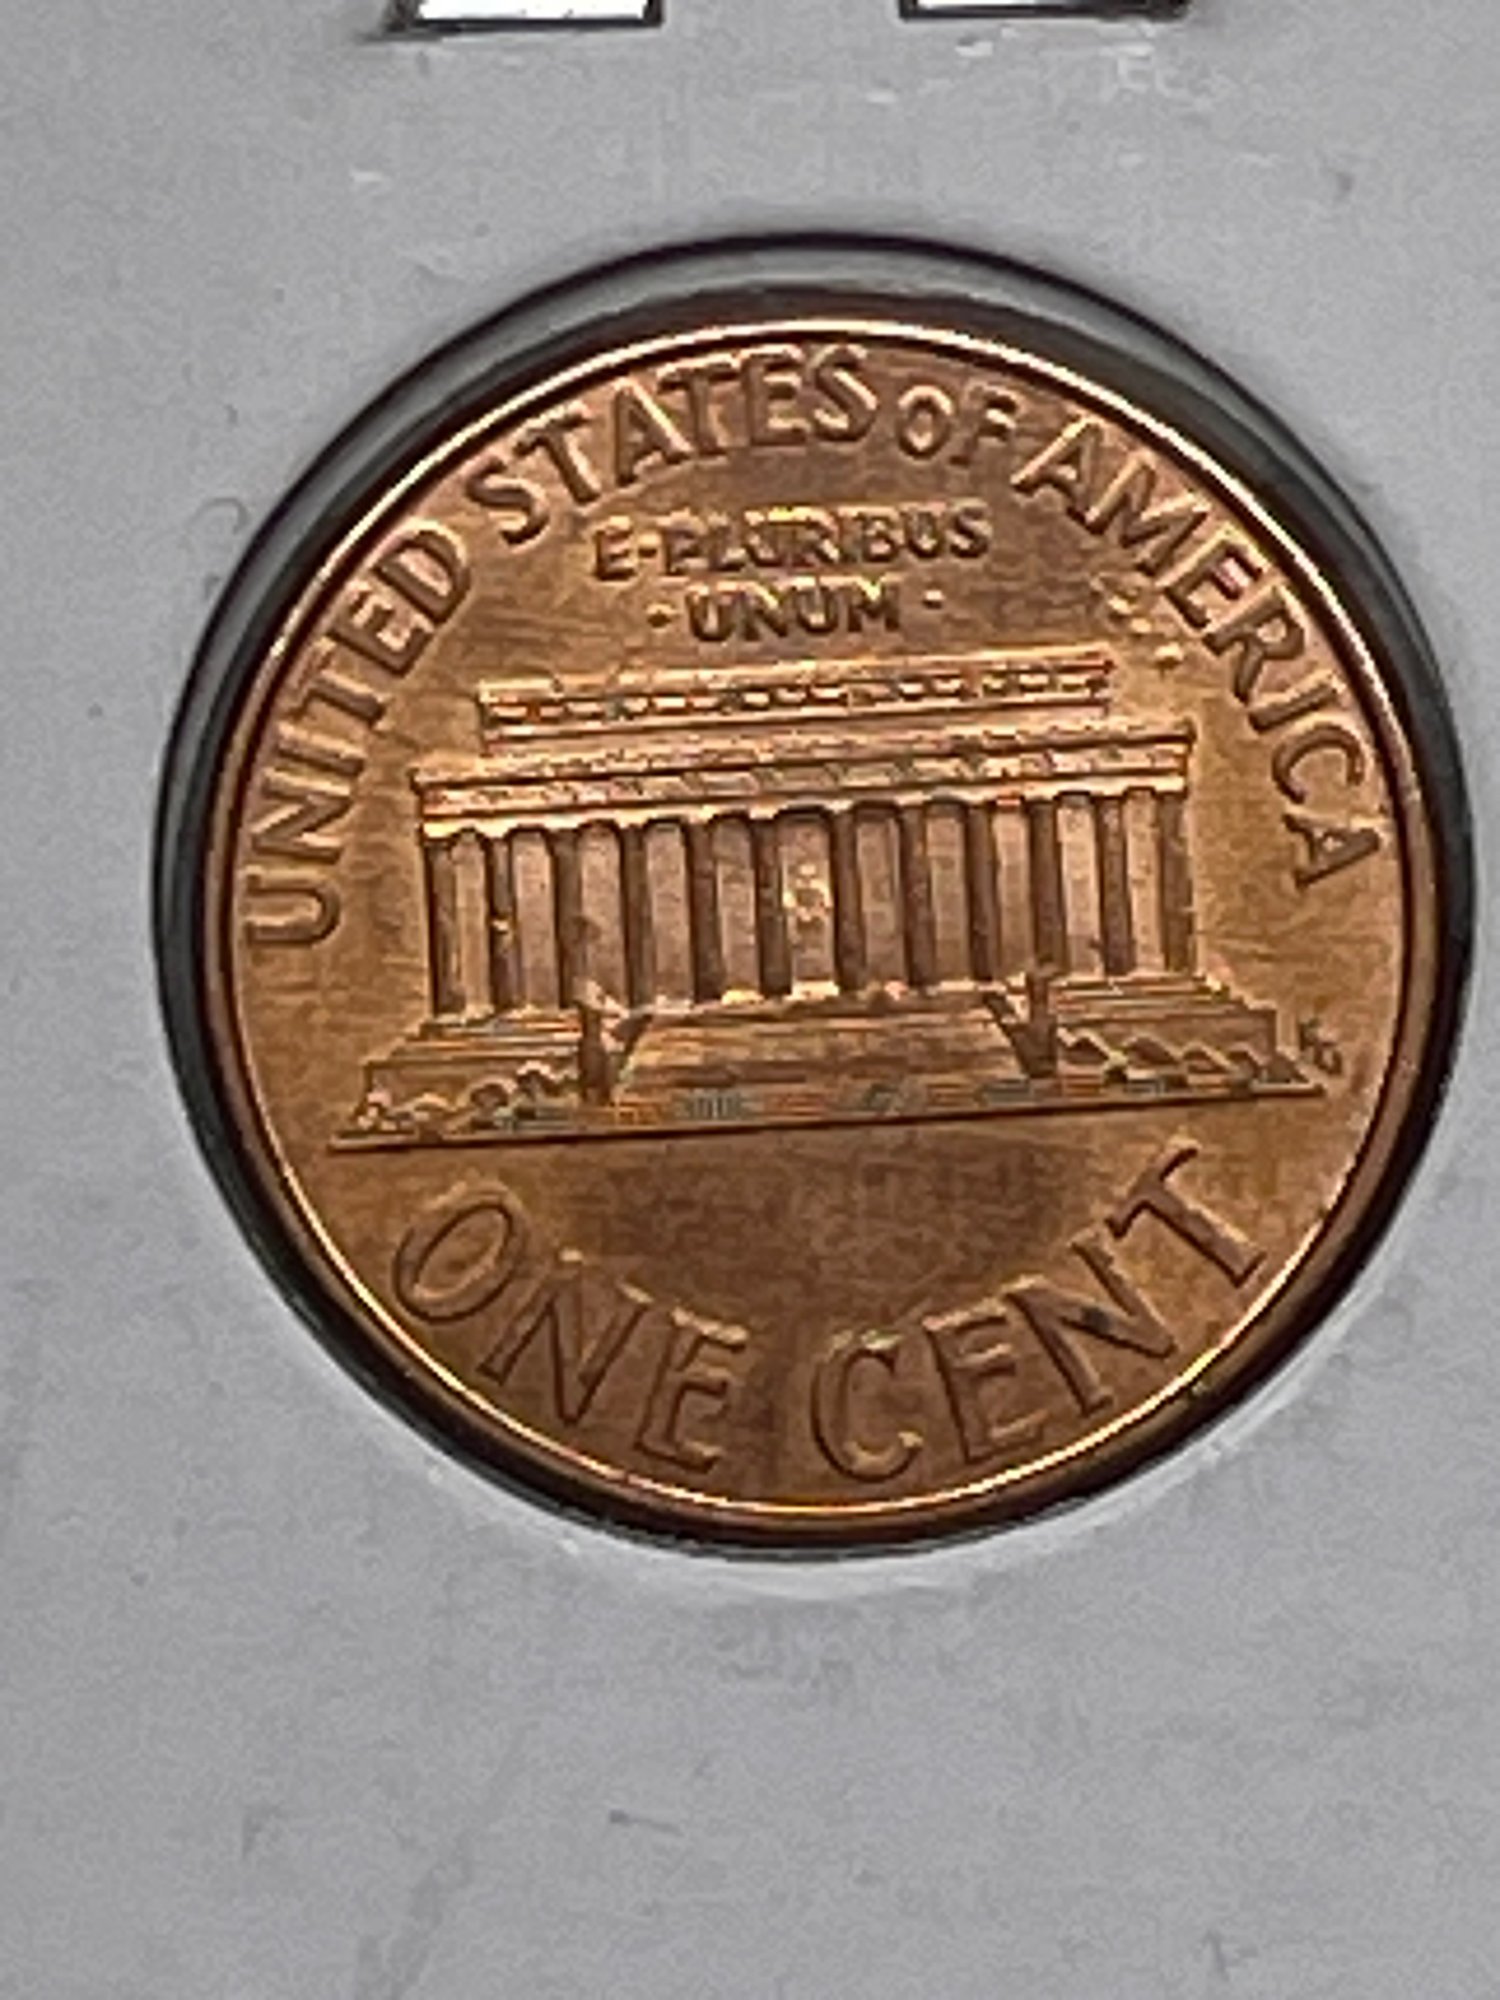 UNITED STATES OF AMERICA
E·PLURIBUS
·UNUM·
ONE CENT